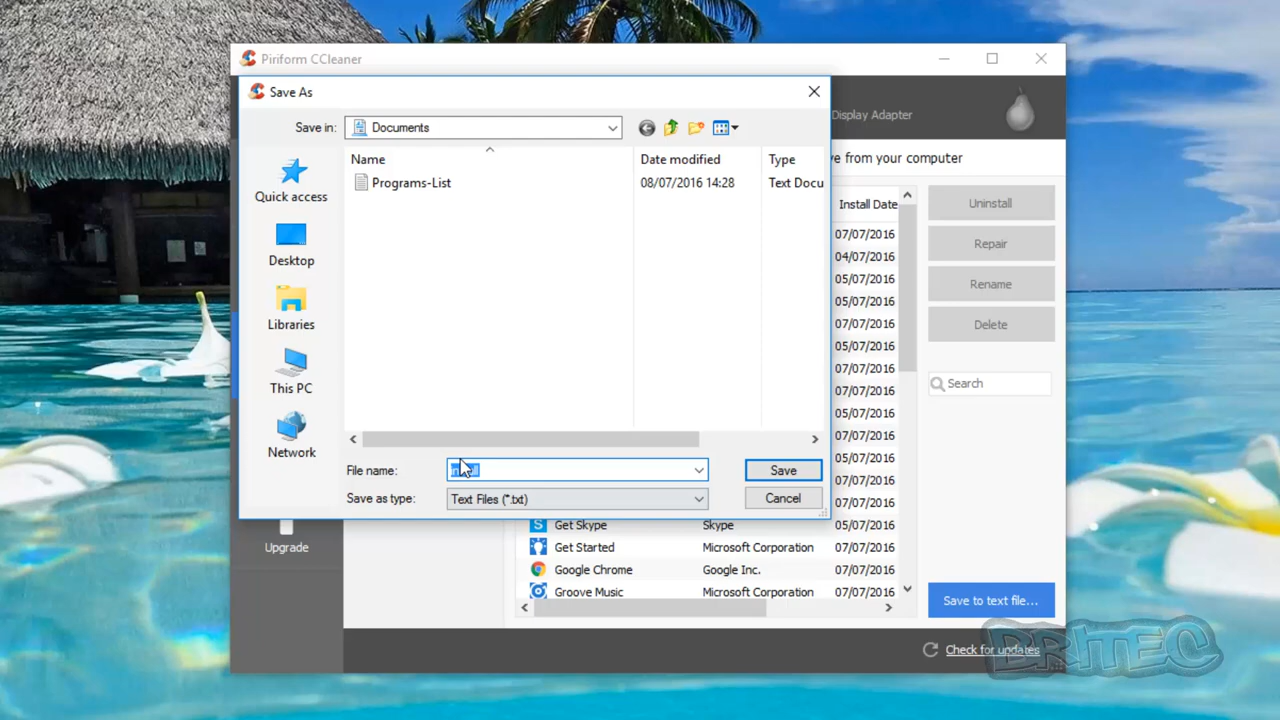 Piriform CCleaner
Save As
Display Adapter
Save in: Documents
e from your computer
Name Date modified Type
Programs-List 08/07/2016 14:28 Text Docu
Quick access
Desktop
Libraries
This PC
Network
File name:
Save
Save as type: Text Files (*.txt) Cancel
Install Date
07/07/2016
04/07/2016
05/07/2016
05/07/2016
07/07/2016
05/07/2016
07/07/2016
07/07/2016
05/07/2016
07/07/2016
05/07/2016
07/07/2016
07/07/2016
Get Skype Skype 05/07/2016
Get Started Microsoft Corporation 07/07/2016
Google Chrome Google Inc. 07/07/2016
Groove Music Microsoft Corporation 07/07/2016
Uninstall
Repair
Rename
Delete
Search
Save to text file...
Upgrade
Check for updates
BRITEC